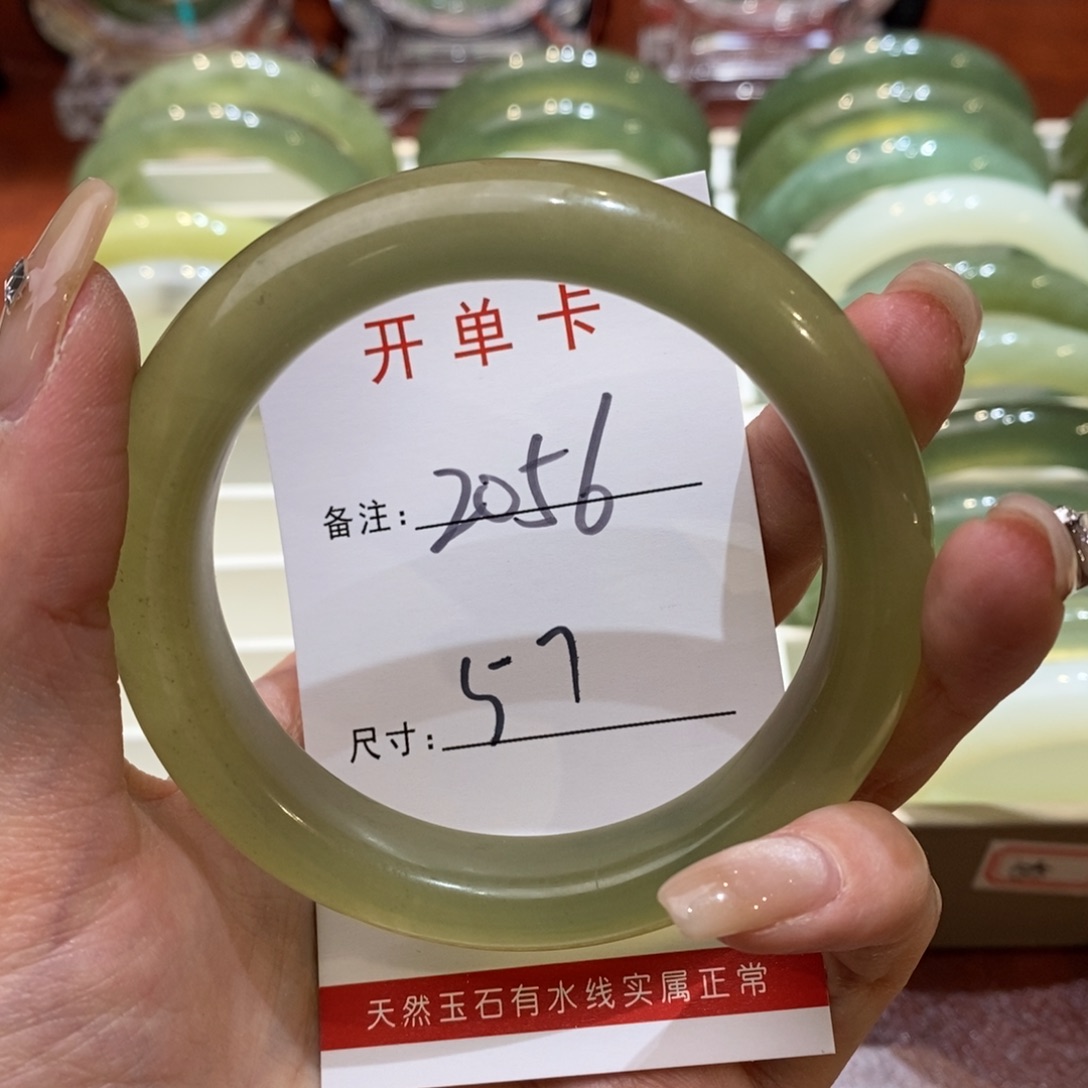 开单卡
备注: 2056
尺寸: 57
天然玉石有水线实属正常